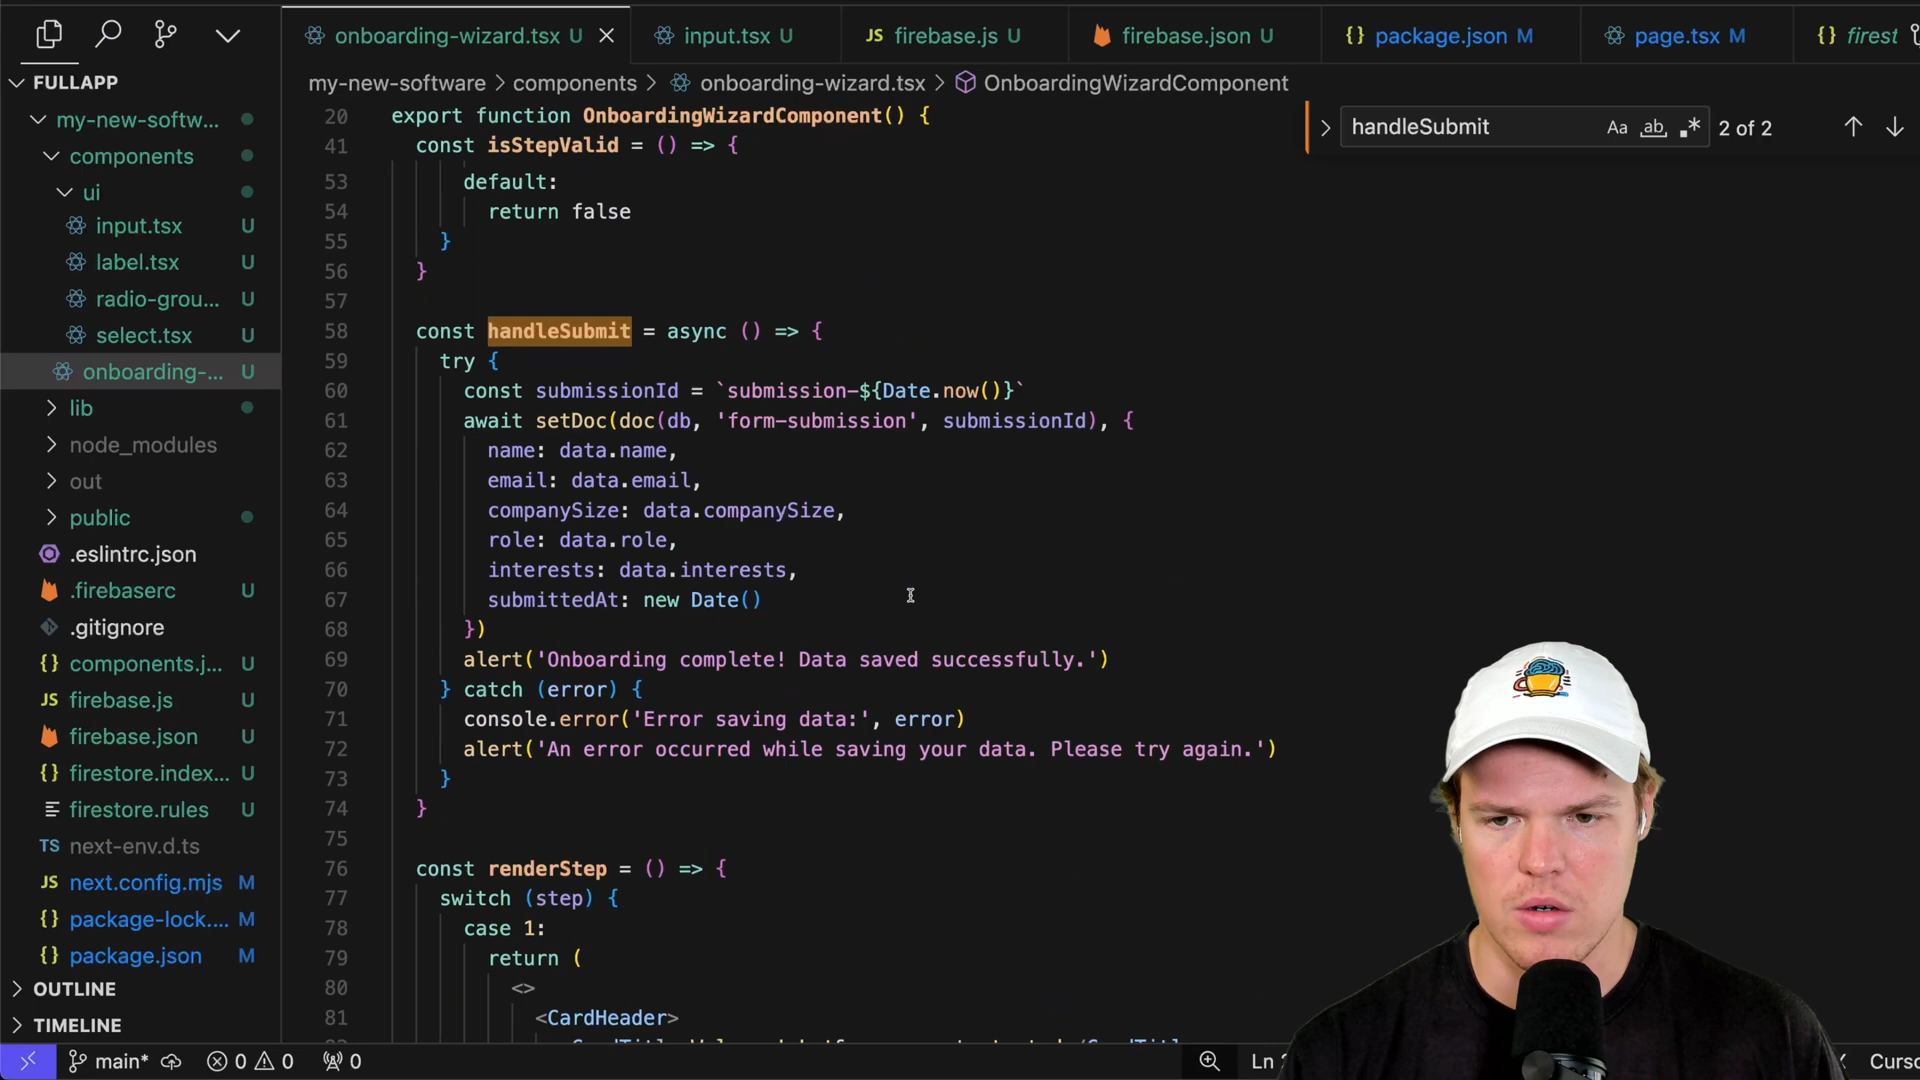 onboarding-wizard.tsx U
input.tsx U
JS firebase.js U
firebase.json U
{} package.json M
page.tsx M
{} firest
FULLAPP
my-new-softw...
components
ui
input.tsx U
label.tsx U
radio-grou... U
select.tsx U
onboarding-... U
lib
node_modules
out
public
.eslintrc.json
.firebaserc U
.gitignore
{} components.j... U
JS firebase.js U
firebase.json U
{} firestore.index... U
firestore.rules U
TS next-env.d.ts
JS next.config.mjs M
{} package-lock.... M
{} package.json M
OUTLINE
TIMELINE
my-new-software > components > onboarding-wizard.tsx > OnboardingWizardComponent
handleSubmit Aa ab .* 2 of 2
20 export function OnboardingWizardComponent() {
41 const isStepValid = () => {
53 default:
54 return false
55 }
56 }
57
58 const handleSubmit = async () => {
59 try {
60 const submissionId = `submission-${Date.now()}`
61 await setDoc(doc(db, 'form-submission', submissionId), {
62 name: data.name,
63 email: data.email,
64 companySize: data.companySize,
65 role: data.role,
66 interests: data.interests,
67 submittedAt: new Date()
68 })
69 alert('Onboarding complete! Data saved successfully.')
70 } catch (error) {
71 console.error('Error saving data:', error)
72 alert('An error occurred while saving your data. Please try again.')
73 }
74 }
75
76 const renderStep = () => {
77 switch (step) {
78 case 1:
79 return (
80 <>
81 <CardHeader>
main* 0 0 0
Ln
Curso